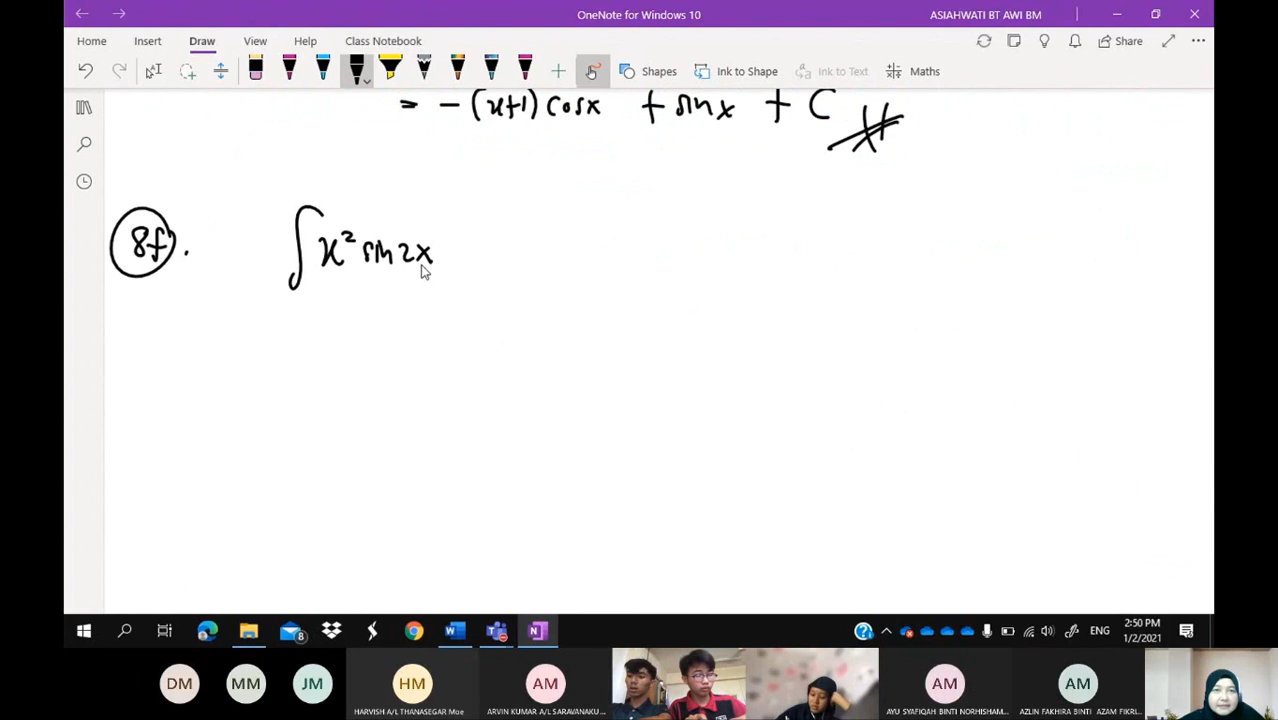 OneNote for Windows 10
ASIAHWATI BT AWI BM
Home Insert Draw View Help Class Notebook
Share
Shapes Ink to Shape Ink to Text Maths
= - (x+1) cosx + sinx + C
8f. ∫ x² sin 2x
8
ENG
2:50 PM
1/2/2021
DM MM JM HM AM AM AM
HARVISH A/L THANASEGAR Moe
ARVIN KUMAR A/L SARAVANAKU...
AYU SYAFIQAH BINTI NORHISHAM...
AZLIN FAKHIRA BINTI AZAM FIKRI...